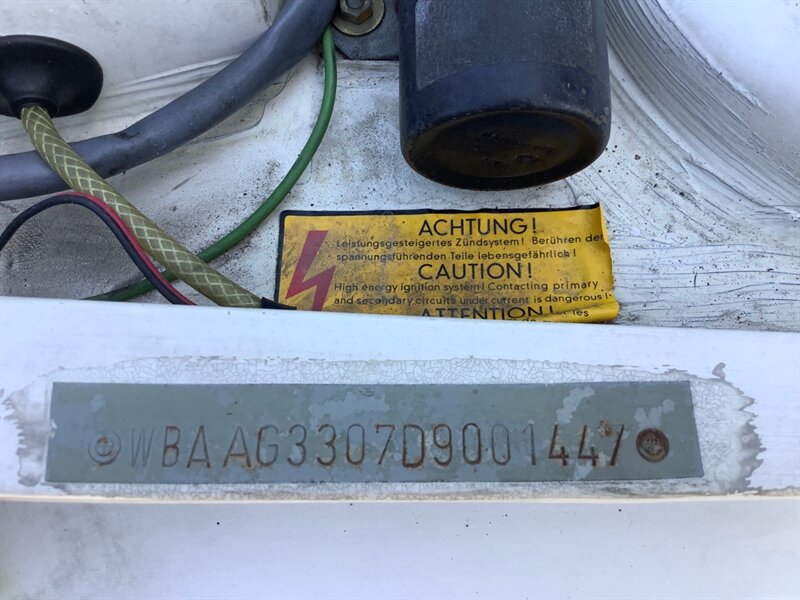 ACHTUNG!
Leistungsgesteigertes Zündsystem! Berühren der
spannungsführenden Teile lebensgefährlich!
CAUTION!
High energy ignition system! Contacting primary
and secondary circuits under current is dangerous!
ATTENTION!
WBAAG3307D9001447